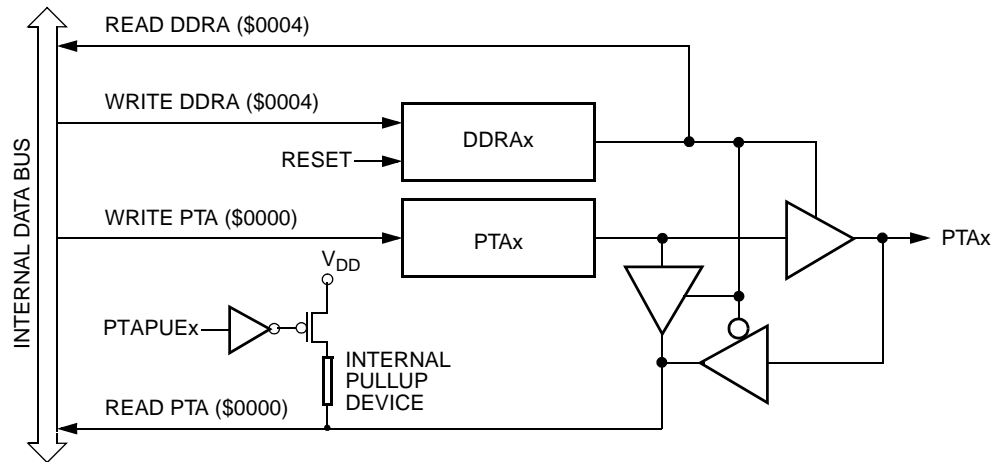 READ DDRA ($0004)
WRITE DDRA ($0004)
DDRAx
RESET
INTERNAL DATA BUS
WRITE PTA ($0000)
PTAx
PTAx
VDD
PTAPUEx
INTERNAL
PULLUP
DEVICE
READ PTA ($0000)